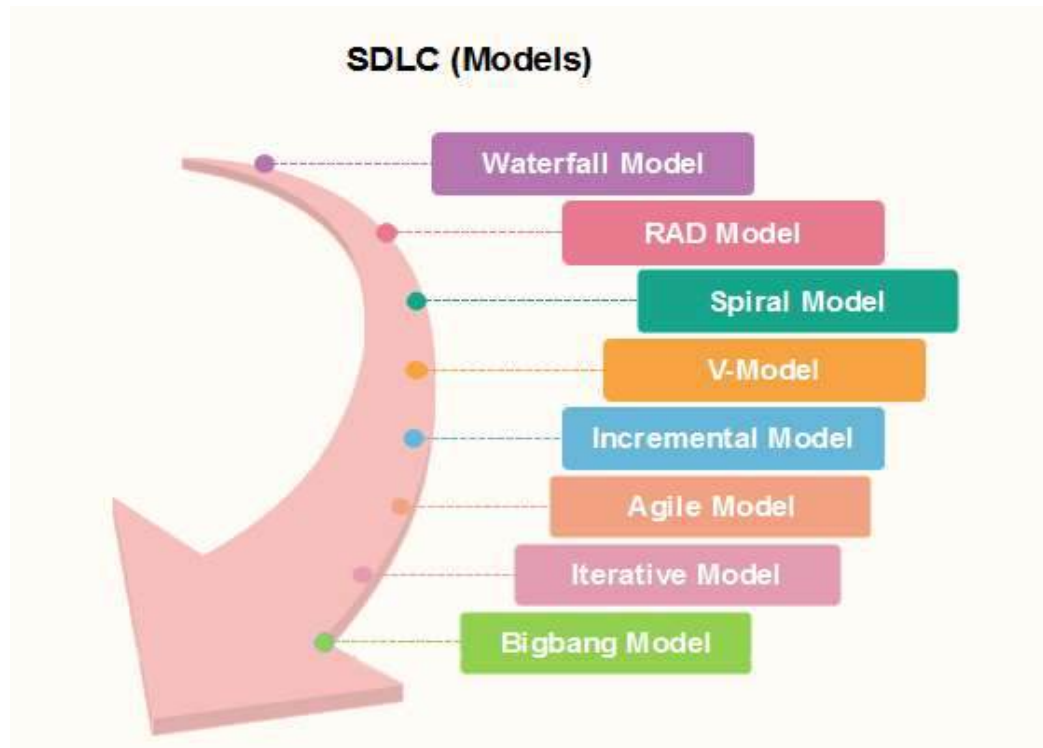 SDLC (Models)
Waterfall Model
RAD Model
Spiral Model
V-Model
Incremental Model
Agile Model
Iterative Model
Bigbang Model